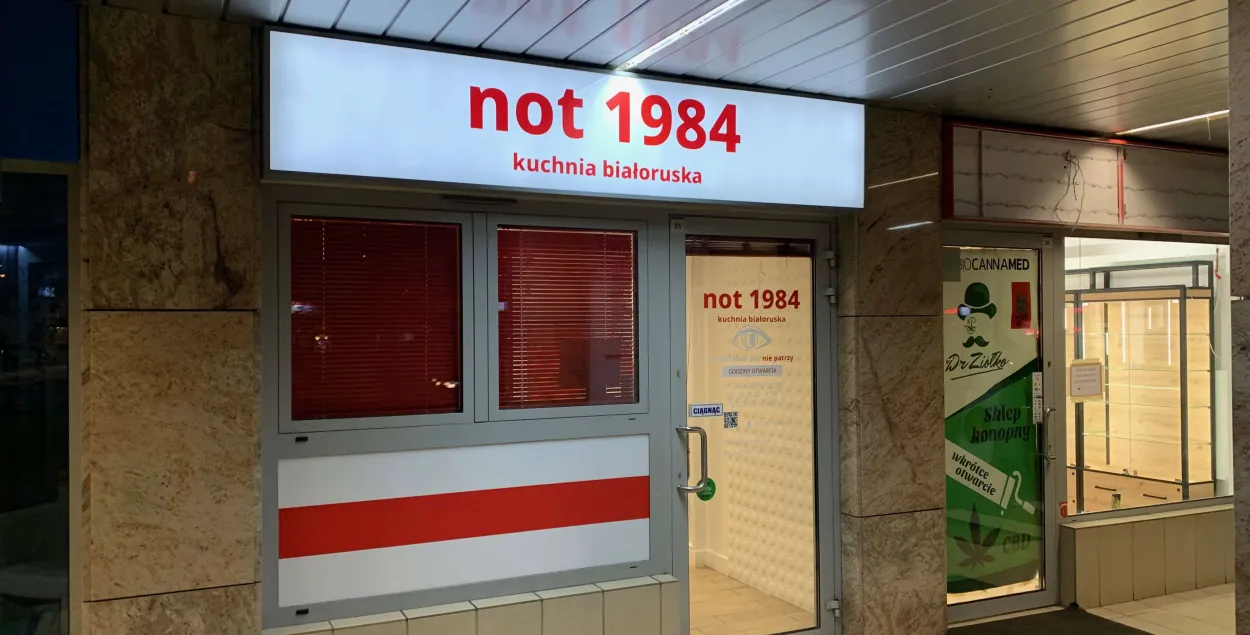 not 1984
kuchnia białoruska
21
not 1984
kuchnia białoruska
nie patrzy
GODZINY OTWARCIA
CIĄGNĄĆ
BIOCANNAMED
Dr Ziółko
Sklep
konopny
wkrótce
otwarcie
CBD